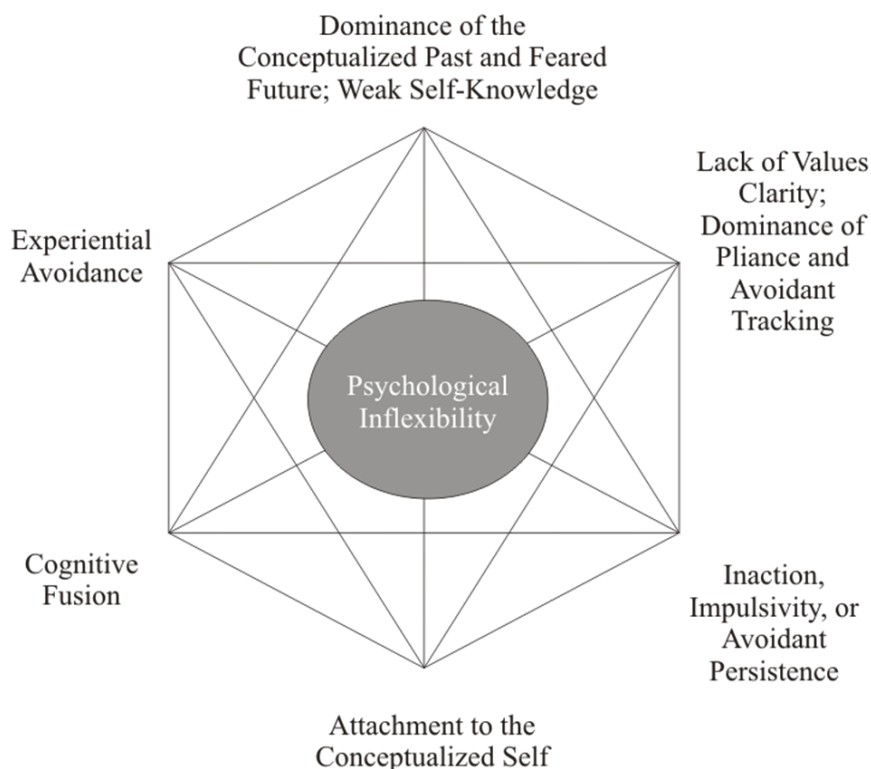 Dominance of the
Conceptualized Past and Feared
Future; Weak Self-Knowledge
Lack of Values
Clarity;
Dominance of
Pliance and
Avoidant
Tracking
Experiential
Avoidance
Psychological
Inflexibility
Cognitive
Fusion
Inaction,
Impulsivity, or
Avoidant
Persistence
Attachment to the
Conceptualized Self